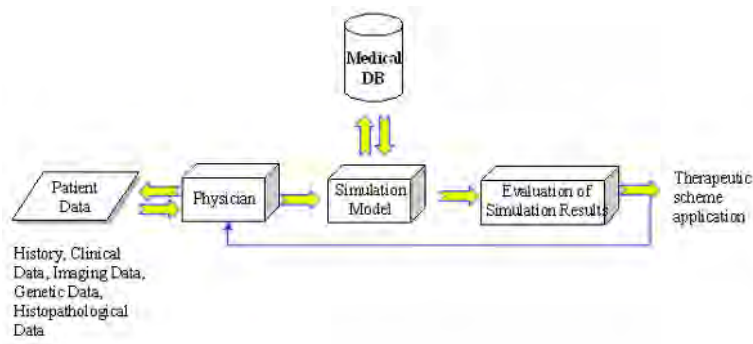 Medical
DB
Patient
Data
Physician
Simulation
Model
Evaluation of
Simulation Results
Therapeutic
scheme
application
History, Clinical
Data, Imaging Data,
Genetic Data,
Histopathological
Data